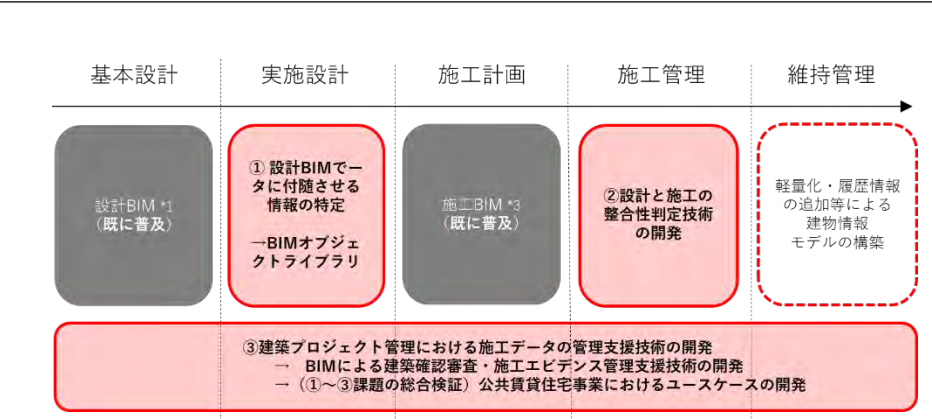 基本設計
実施設計
施工計画
施工管理
維持管理
設計BIM *1
（既に普及）
① 設計BIMでー
タに付随させる
情報の特定
→BIMオブジェ
クトライブラリ
施工BIM *3
（既に普及）
②設計と施工の
整合性判定技術
の開発
軽量化・履歴情報
の追加等による
建物情報
モデルの構築
③建築プロジェクト管理における施工データの管理支援技術の開発
→ BIMによる建築確認審査・施工エビデンス管理支援技術の開発
→（①～③課題の総合検証）公共賃貸住宅事業におけるユースケースの開発